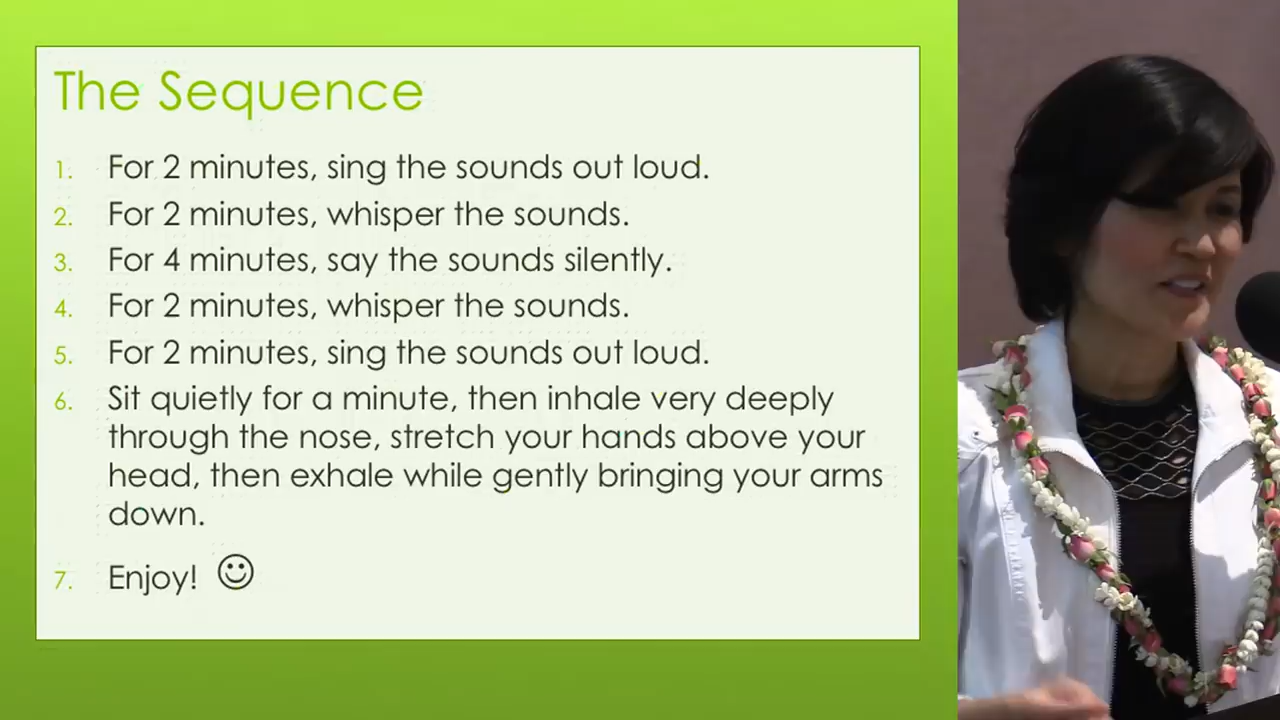 The Sequence
1. For 2 minutes, sing the sounds out loud.
2. For 2 minutes, whisper the sounds.
3. For 4 minutes, say the sounds silently.
4. For 2 minutes, whisper the sounds.
5. For 2 minutes, sing the sounds out loud.
6. Sit quietly for a minute, then inhale very deeply
through the nose, stretch your hands above your
head, then exhale while gently bringing your arms
down.
7. Enjoy! ☺